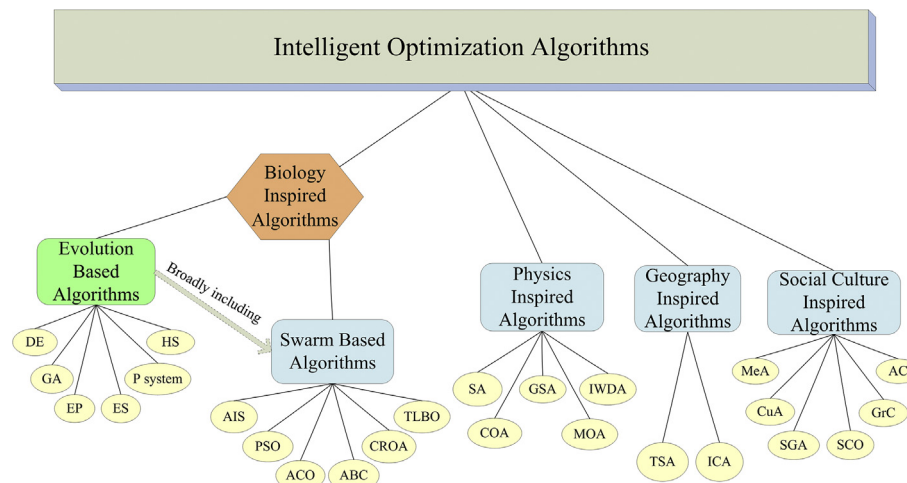 Intelligent Optimization Algorithms
Biology
Inspired
Algorithms
Evolution
Based
Algorithms
Broadly including
Swarm Based
Algorithms
Physics
Inspired
Algorithms
Geography
Inspired
Algorithms
Social Culture
Inspired
Algorithms
DE
HS
GA
P system
EP
ES
AIS
TLBO
PSO
CROA
ACO
ABC
SA
GSA
IWDA
COA
MOA
TSA
ICA
MeA
AC
CuA
GrC
SGA
SCO